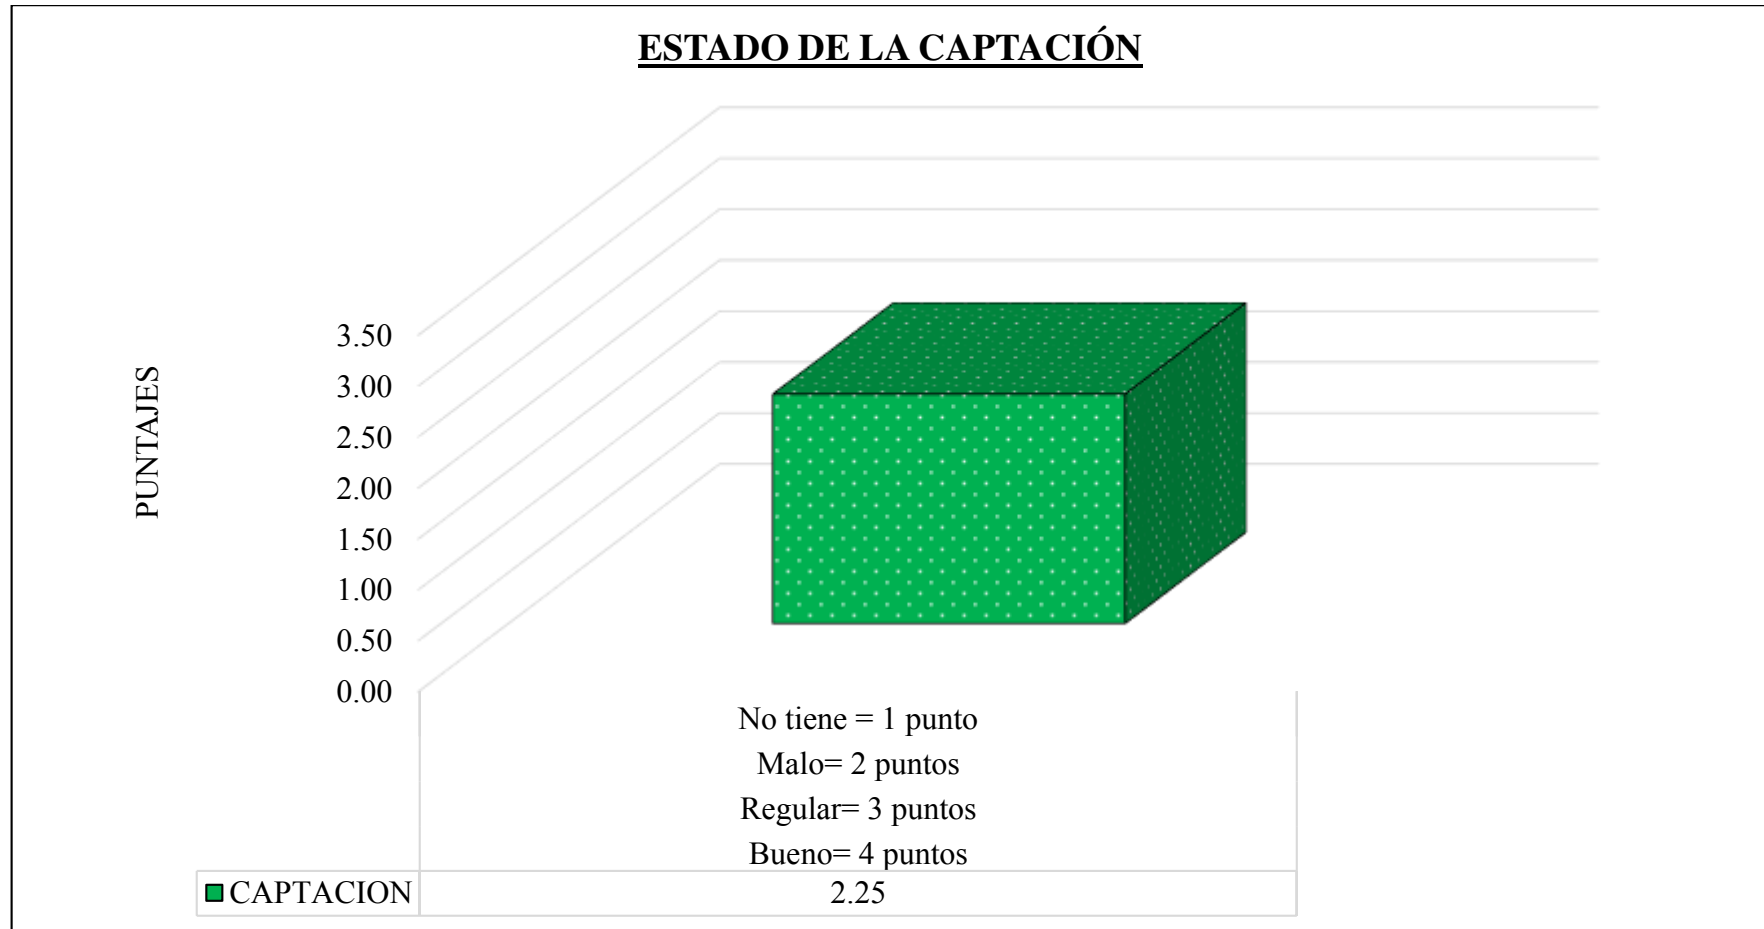 ESTADO DE LA CAPTACIÓN
PUNTAJES
3.50
3.00
2.50
2.00
1.50
1.00
0.50
0.00
No tiene = 1 punto
Malo= 2 puntos
Regular= 3 puntos
Bueno= 4 puntos
CAPTACION 2.25